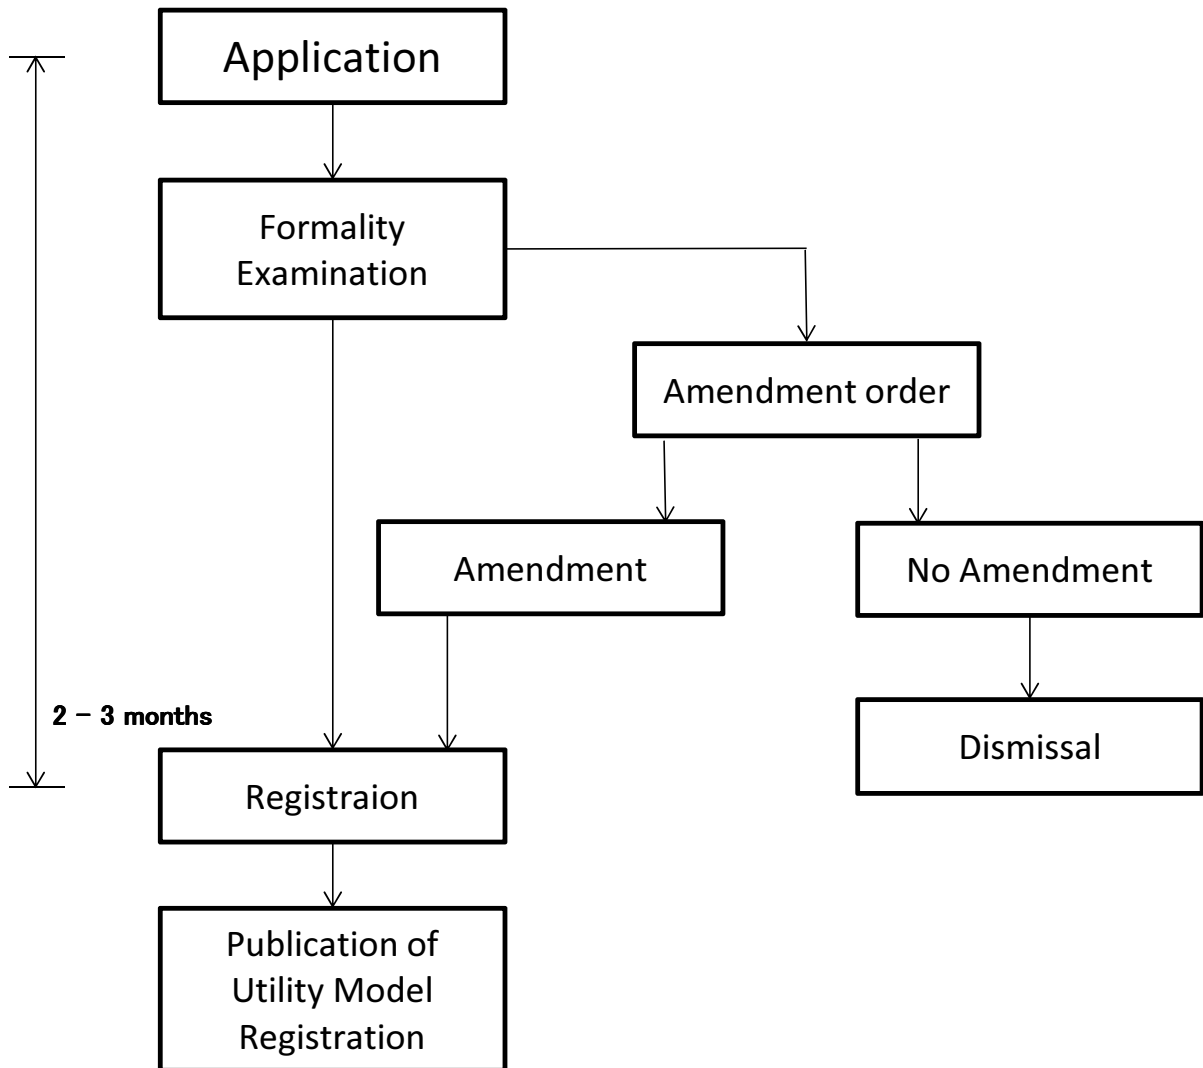 Application
Formality
Examination
Amendment order
Amendment
No Amendment
2 – 3 months
Dismissal
Registraion
Publication of
Utility Model
Registration